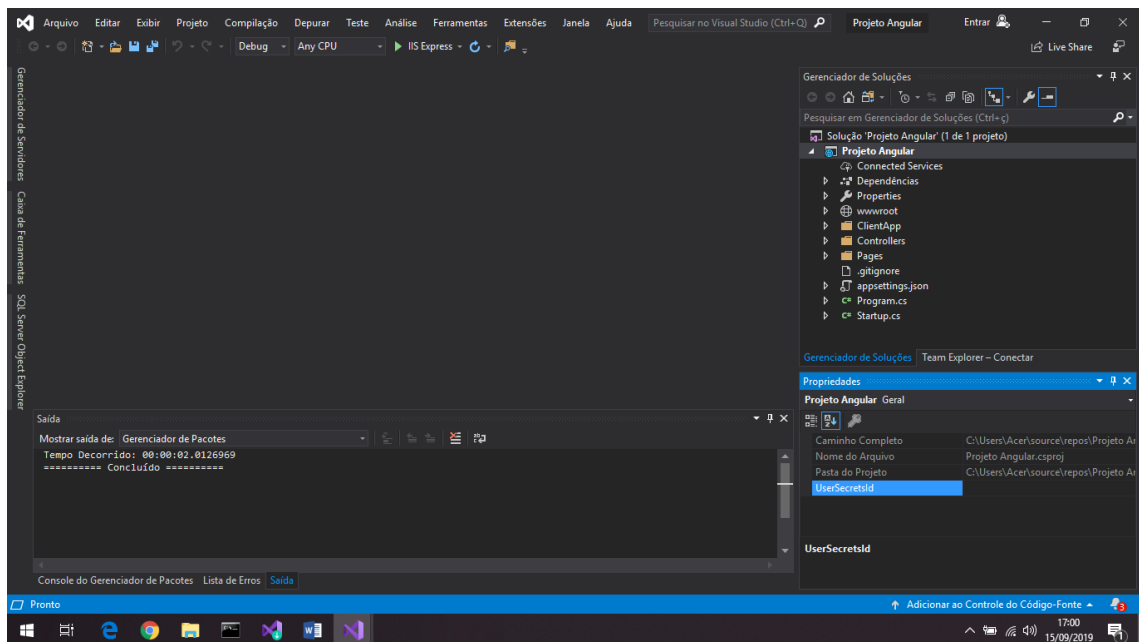 Arquivo Editar Exibir Projeto Compilação Depurar Teste Análise Ferramentas Extensões Janela Ajuda Pesquisar no Visual Studio (Ctrl+Q) Projeto Angular Entrar
Debug Any CPU IIS Express Live Share
Gerenciador de Servidores
Caixa de Ferramentas
SQL Server Object Explorer
Gerenciador de Soluções
Pesquisar em Gerenciador de Soluções (Ctrl+ç)
Solução 'Projeto Angular' (1 de 1 projeto)
Projeto Angular
Connected Services
Dependências
Properties
wwwroot
ClientApp
Controllers
Pages
.gitignore
appsettings.json
C# Program.cs
C# Startup.cs
Gerenciador de Soluções Team Explorer – Conectar
Propriedades
Projeto Angular Geral
Caminho Completo C:\Users\Acer\source\repos\Projeto An
Nome do Arquivo Projeto Angular.csproj
Pasta do Projeto C:\Users\Acer\source\repos\Projeto An
UserSecretsId
UserSecretsId
Saída
Mostrar saída de: Gerenciador de Pacotes
Tempo Decorrido: 00:00:02.0126969
========== Concluído ==========
Console do Gerenciador de Pacotes Lista de Erros Saída
Pronto Adicionar ao Controle do Código-Fonte 3
17:00
15/09/2019 1